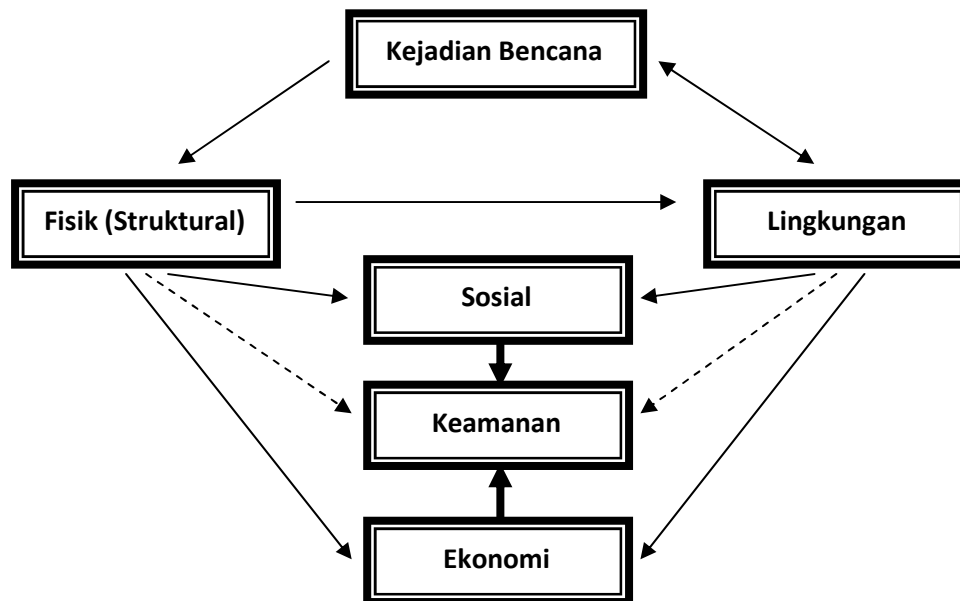 Kejadian Bencana
Fisik (Struktural)
Lingkungan
Sosial
Keamanan
Ekonomi